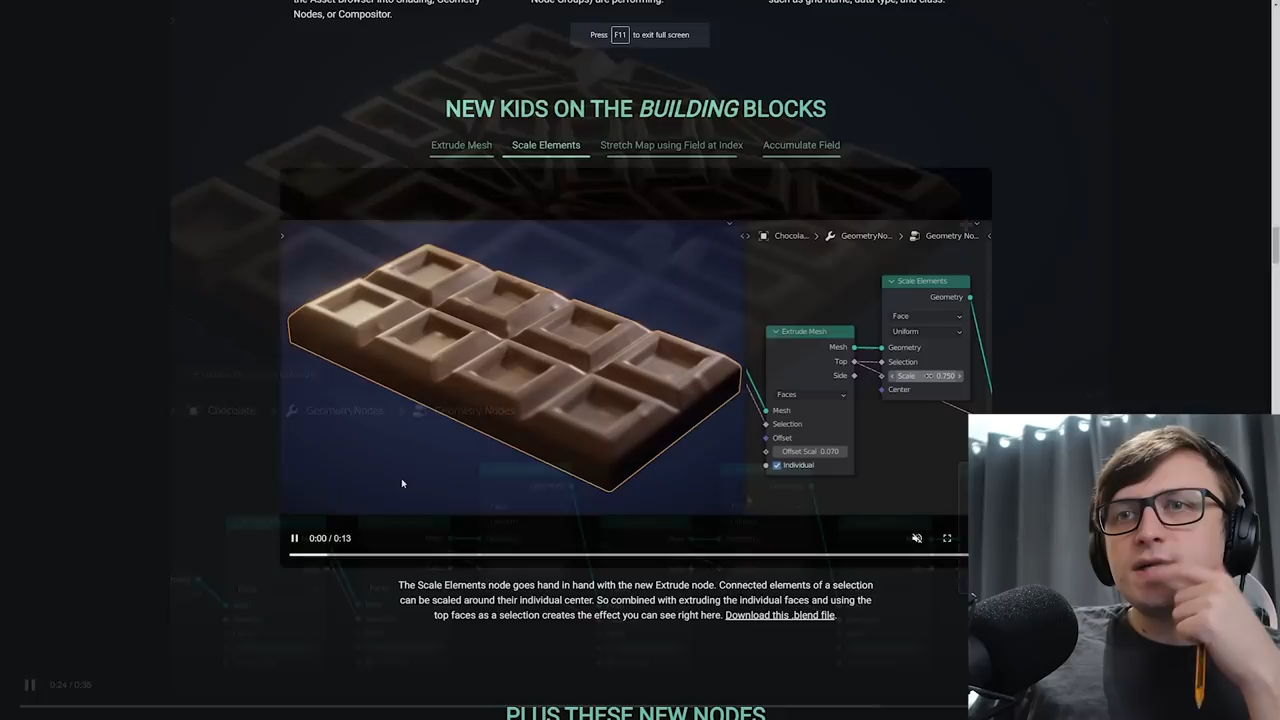 the Asset Browser into Shading, Geometry
Nodes, or Compositor.
Node Groups) are performing.
such as grid name, data type, and class.
Press F11 to exit full screen
NEW KIDS ON THE BUILDING BLOCKS
Extrude Mesh
Scale Elements
Stretch Map using Field at Index
Accumulate Field
Chocola...
GeometryNo...
Geometry No...
Scale Elements
Geometry
Face
Uniform
Geometry
Selection
Scale 0.750
Center
Extrude Mesh
Mesh
Top
Side
Faces
Mesh
Selection
Offset
Offset Scal 0.070
Individual
Chocolate
GeometryNodes
Geometry Nodes
0:00 / 0:13
The Scale Elements node goes hand in hand with the new Extrude node. Connected elements of a selection
can be scaled around their individual center. So combined with extruding the individual faces and using the
top faces as a selection creates the effect you can see right here. Download this .blend file.
PLUS THESE NEW NODES